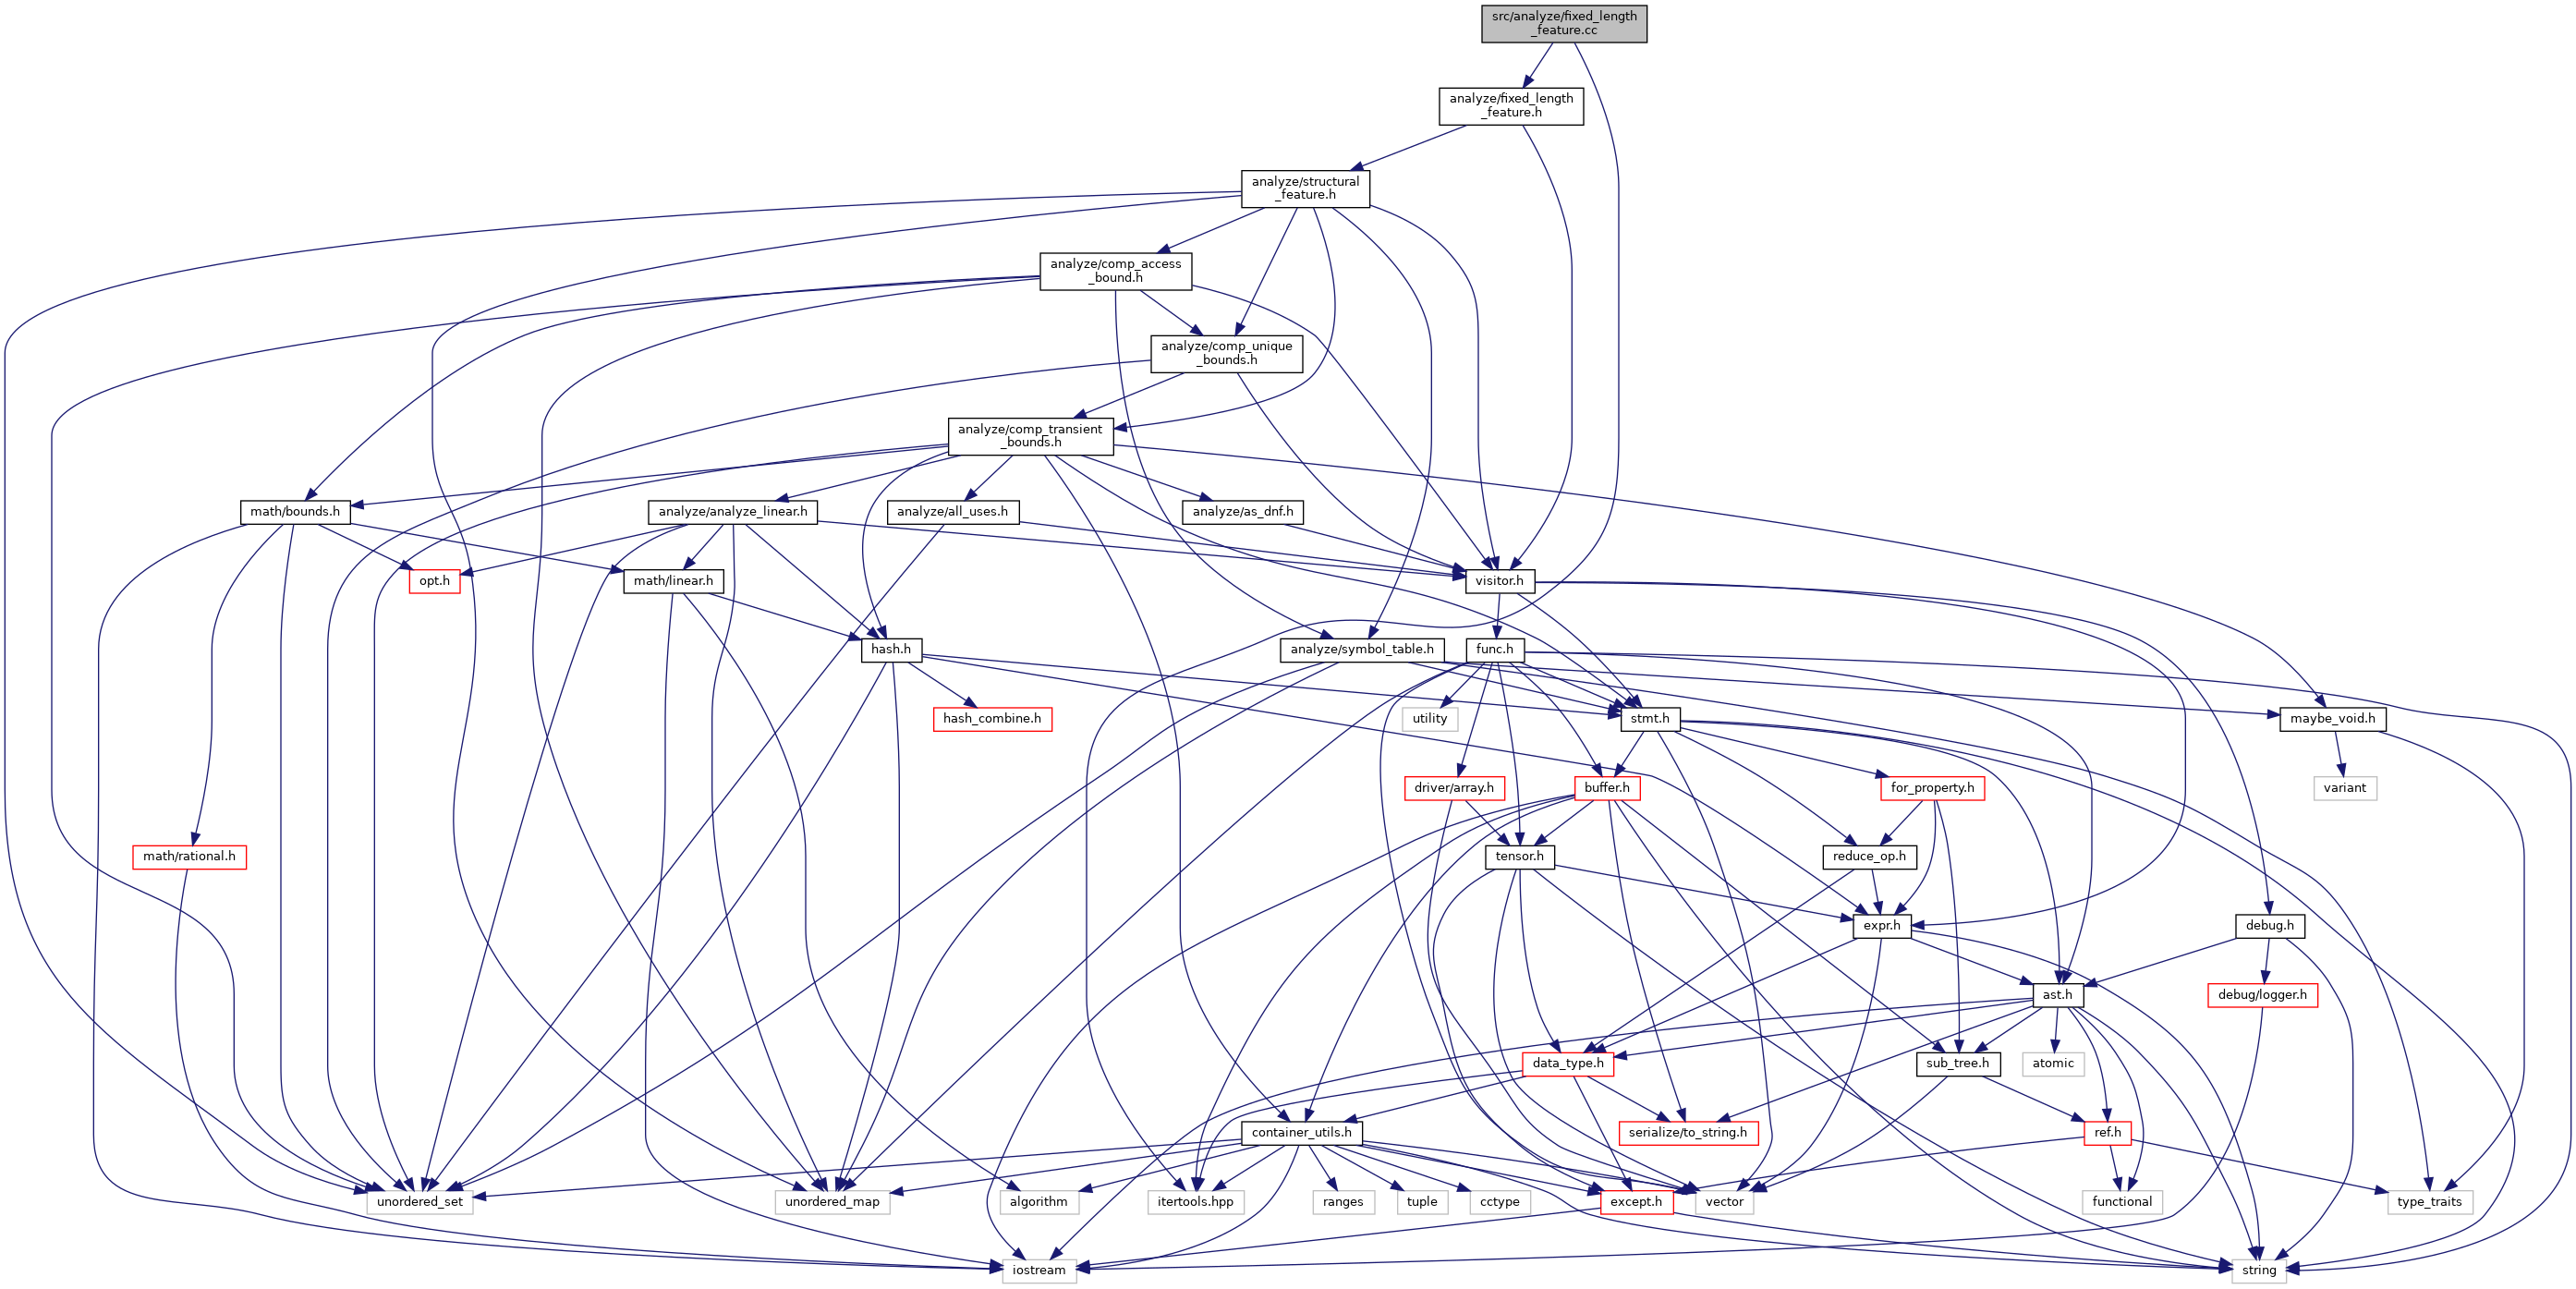 src/analyze/fixed_length
_feature.cc
analyze/fixed_length
_feature.h
analyze/structural
_feature.h
analyze/comp_access
_bound.h
analyze/comp_unique
_bounds.h
analyze/comp_transient
_bounds.h
math/bounds.h
analyze/analyze_linear.h
analyze/all_uses.h
analyze/as_dnf.h
opt.h
math/linear.h
visitor.h
hash.h
analyze/symbol_table.h
func.h
hash_combine.h
utility
stmt.h
maybe_void.h
driver/array.h
buffer.h
for_property.h
variant
math/rational.h
tensor.h
reduce_op.h
expr.h
debug.h
ast.h
debug/logger.h
data_type.h
sub_tree.h
atomic
container_utils.h
serialize/to_string.h
ref.h
unordered_set
unordered_map
algorithm
itertools.hpp
ranges
tuple
cctype
except.h
vector
functional
type_traits
iostream
string